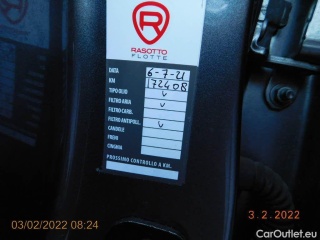 R
RASOTTO
FLOTTE
DATA 6-7-21
KM 172408
TIPO OLIO v
FILTRO ARIA v
FILTRO CARB.
FILTRO ANTIPOLL. v
CANDELE
FRENI
CINGHIA
PROSSIMO CONTROLLO A KM.
03/02/2022 08:24
3. 2. 2022
CarOutlet.eu